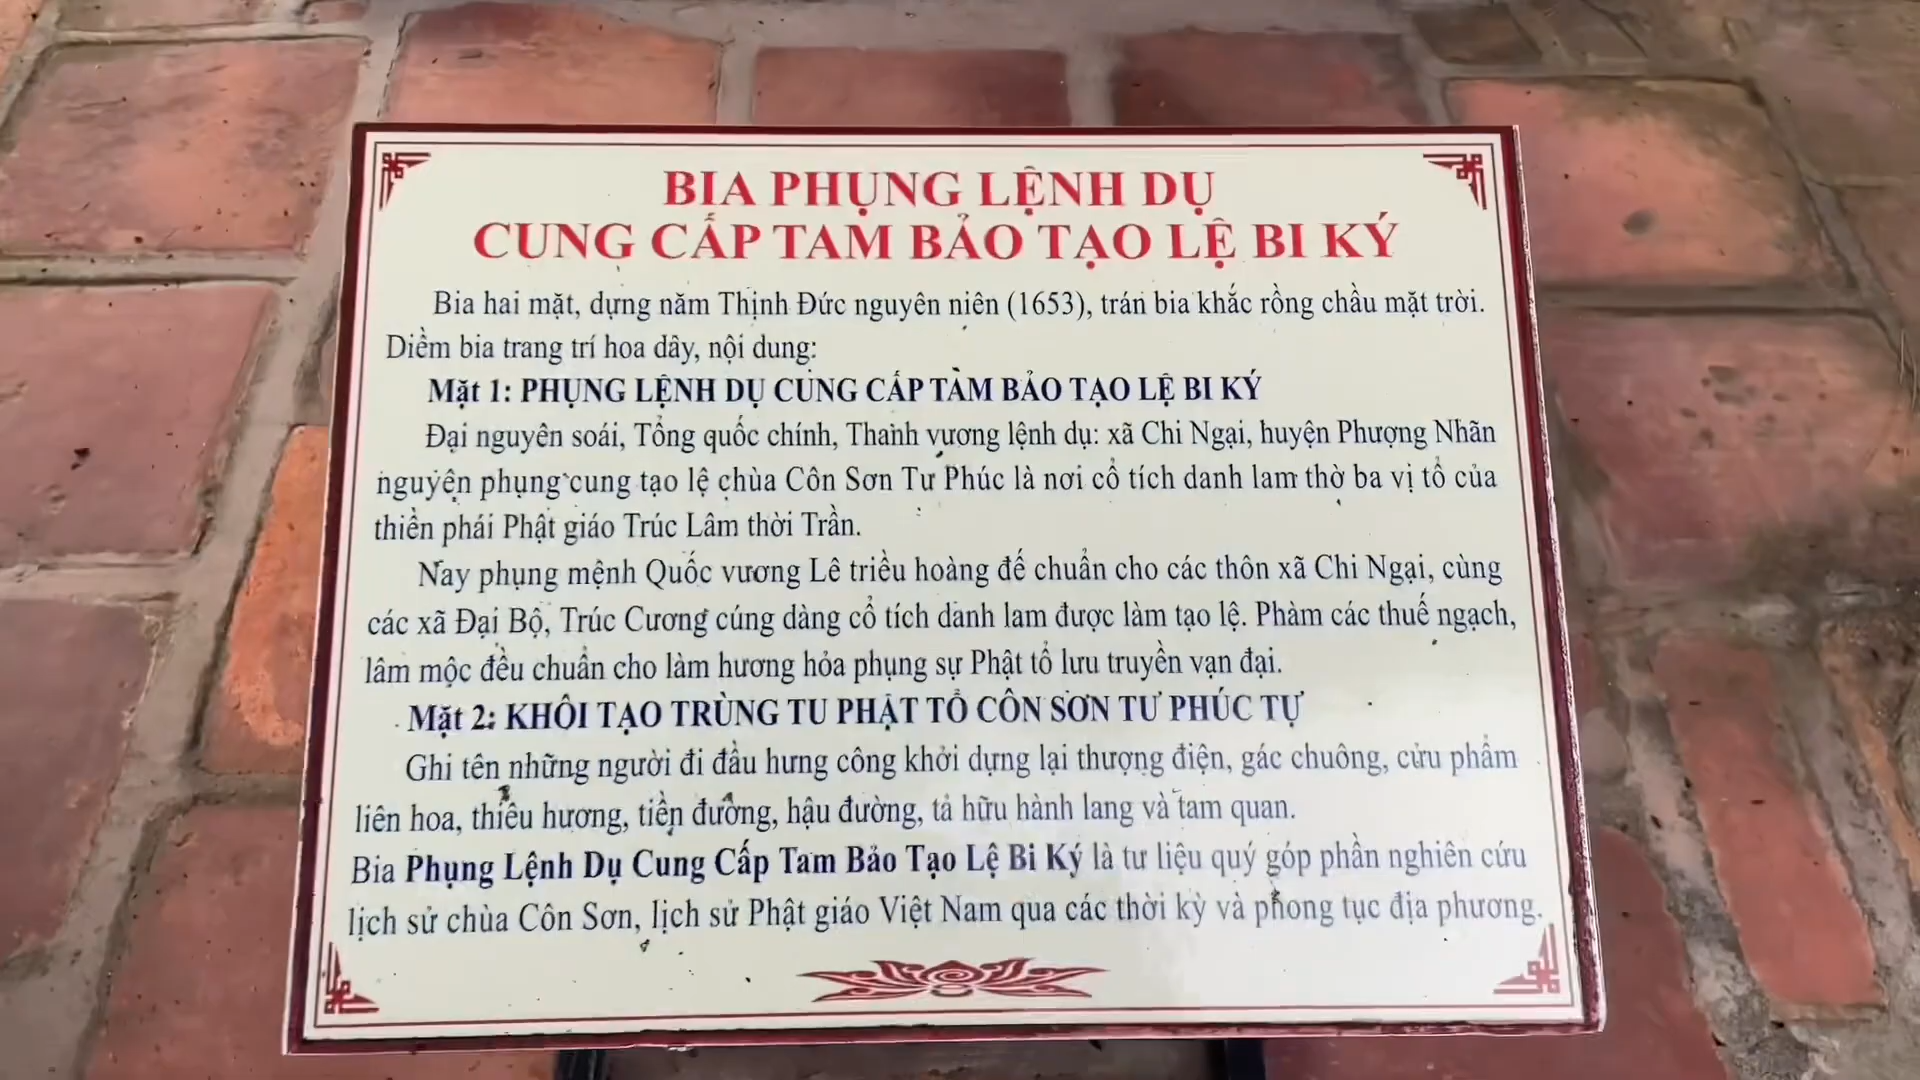 BIA PHỤNG LỆNH DỤ
CUNG CẤP TAM BẢO TẠO LỆ BI KÝ
Bia hai mặt, dựng năm Thịnh Đức nguyên niên (1653), trán bia khắc rồng chầu mặt trời.
Diềm bia trang trí hoa dây, nội dung:
Mặt 1: PHỤNG LỆNH DỤ CUNG CẤP TAM BẢO TẠO LỆ BI KÝ
Đại nguyên soái, Tổng quốc chính, Thanh vương lệnh dụ: xã Chi Ngại, huyện Phượng Nhãn
nguyện phụng cung tạo lệ chùa Côn Sơn Tư Phúc là nơi cổ tích danh lam thờ ba vị tổ của
thiền phái Phật giáo Trúc Lâm thời Trần.
Nay phụng mệnh Quốc vương Lê triều hoàng đế chuẩn cho các thôn xã Chi Ngại, cùng
các xã Đại Bộ, Trúc Cương cúng dàng cổ tích danh lam được làm tạo lệ. Phàm các thuế ngạch,
lâm mộc đều chuẩn cho làm hương hỏa phụng sự Phật tổ lưu truyền vạn đại.
Mặt 2: KHÔI TẠO TRÙNG TU PHẬT TỔ CÔN SƠN TƯ PHÚC TỰ
Ghi tên những người đi đầu hưng công khởi dựng lại thượng điện, gác chuông, cửu phẩm
liên hoa, thiêu hương, tiền đường, hậu đường, tả hữu hành lang và tam quan.
Bia Phụng Lệnh Dụ Cung Cấp Tam Bảo Tạo Lệ Bi Ký là tư liệu quý góp phần nghiên cứu
lịch sử chùa Côn Sơn, lịch sử Phật giáo Việt Nam qua các thời kỳ và phong tục địa phương.